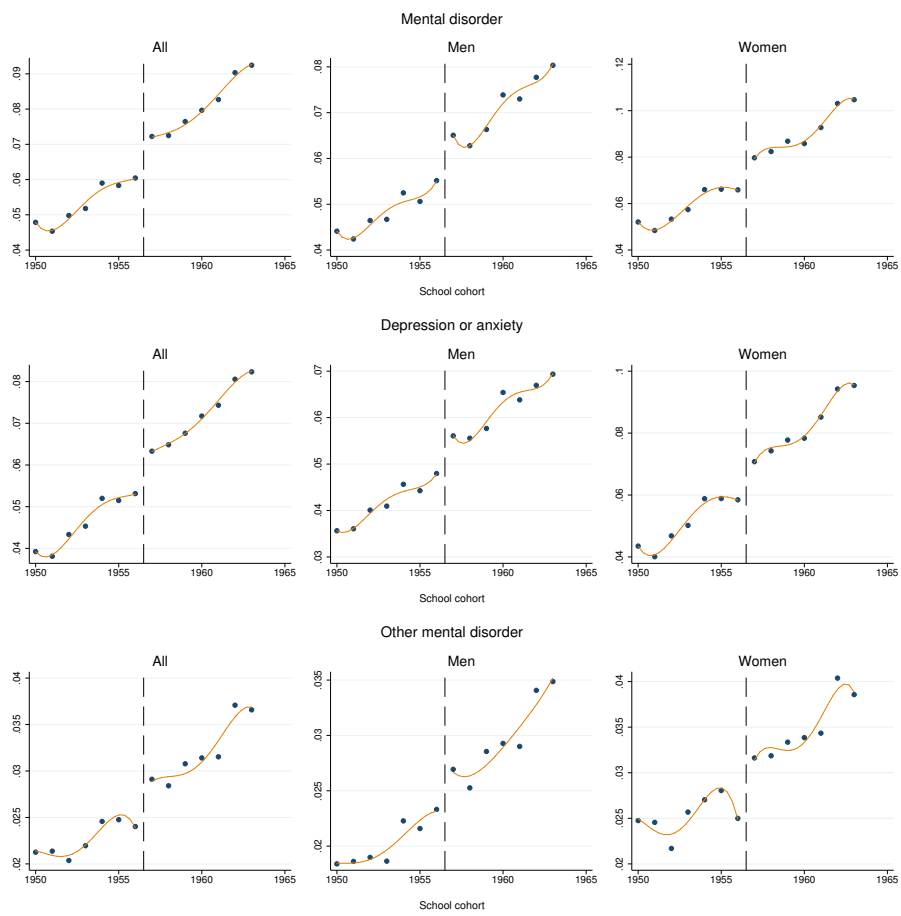 Mental disorder
All
.04 .05 .06 .07 .08 .09
1950 1955 1960 1965
Men
.04 .05 .06 .07 .08
1950 1955 1960 1965
Women
.04 .06 .08 .1 .12
1950 1955 1960 1965
School cohort
Depression or anxiety
All
.04 .05 .06 .07 .08
1950 1955 1960 1965
Men
.03 .04 .05 .06 .07
1950 1955 1960 1965
Women
.04 .06 .08 .1
1950 1955 1960 1965
School cohort
Other mental disorder
All
.02 .025 .03 .035 .04
1950 1955 1960 1965
Men
.02 .025 .03 .035
1950 1955 1960 1965
Women
.02 .025 .03 .035 .04
1950 1955 1960 1965
School cohort